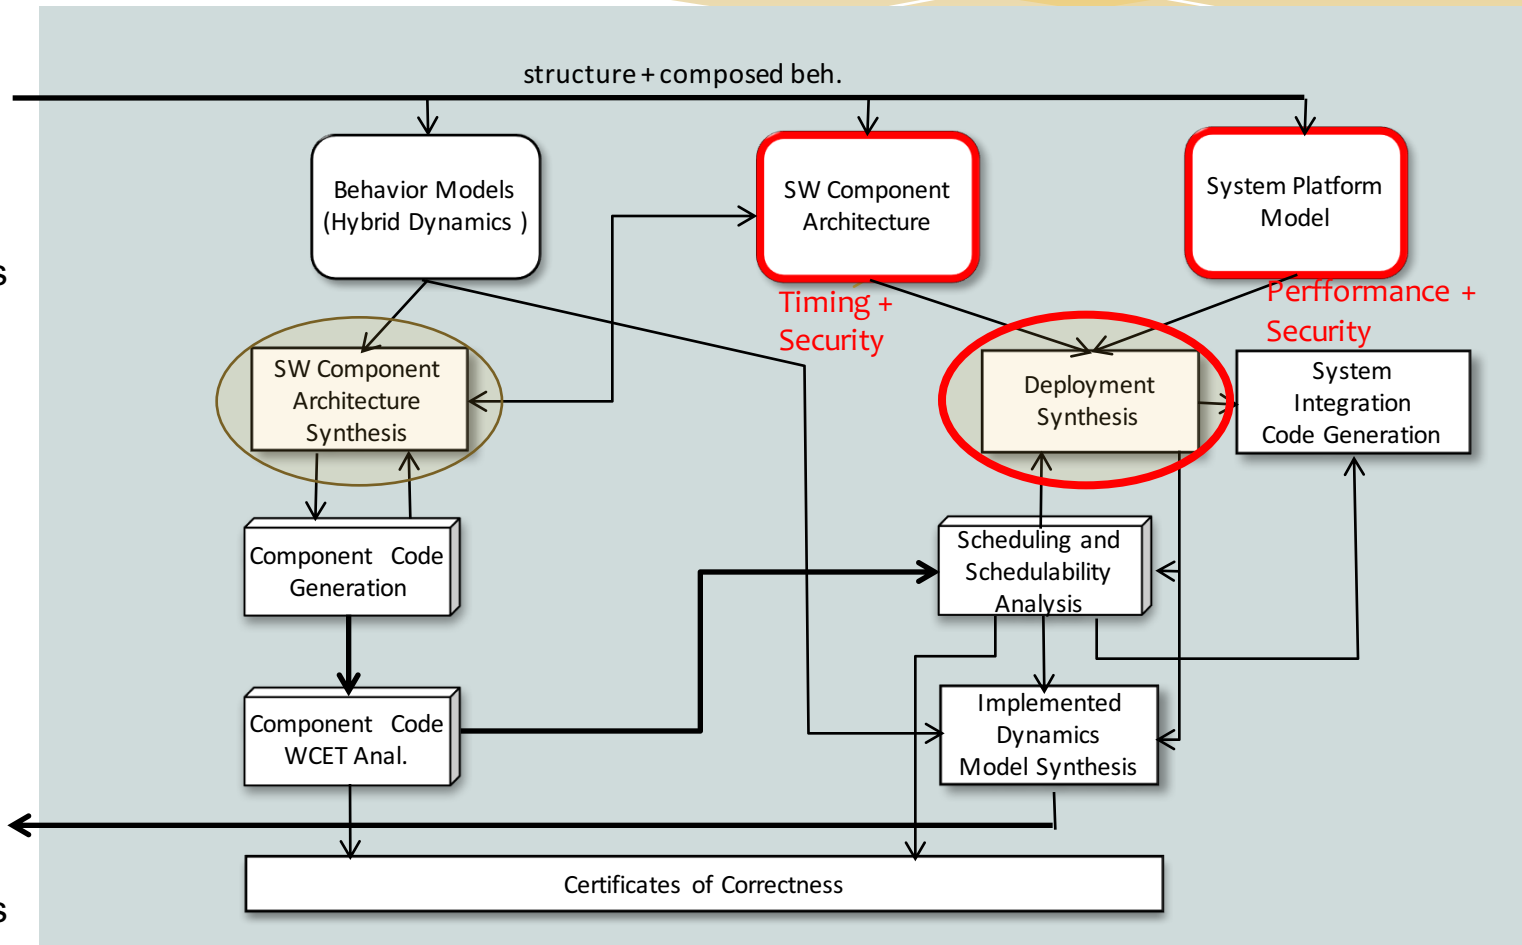 structure + composed beh.
Behavior Models
(Hybrid Dynamics )
SW Component
Architecture
System Platform
Model
s
Timing +
Security
Perfformance +
Security
SW Component
Architecture
Synthesis
Deployment
Synthesis
System
Integration
Code Generation
Component Code
Generation
Scheduling and
Schedulability
Analysis
Component Code
WCET Anal.
Implemented
Dynamics
Model Synthesis
Certificates of Correctness
s